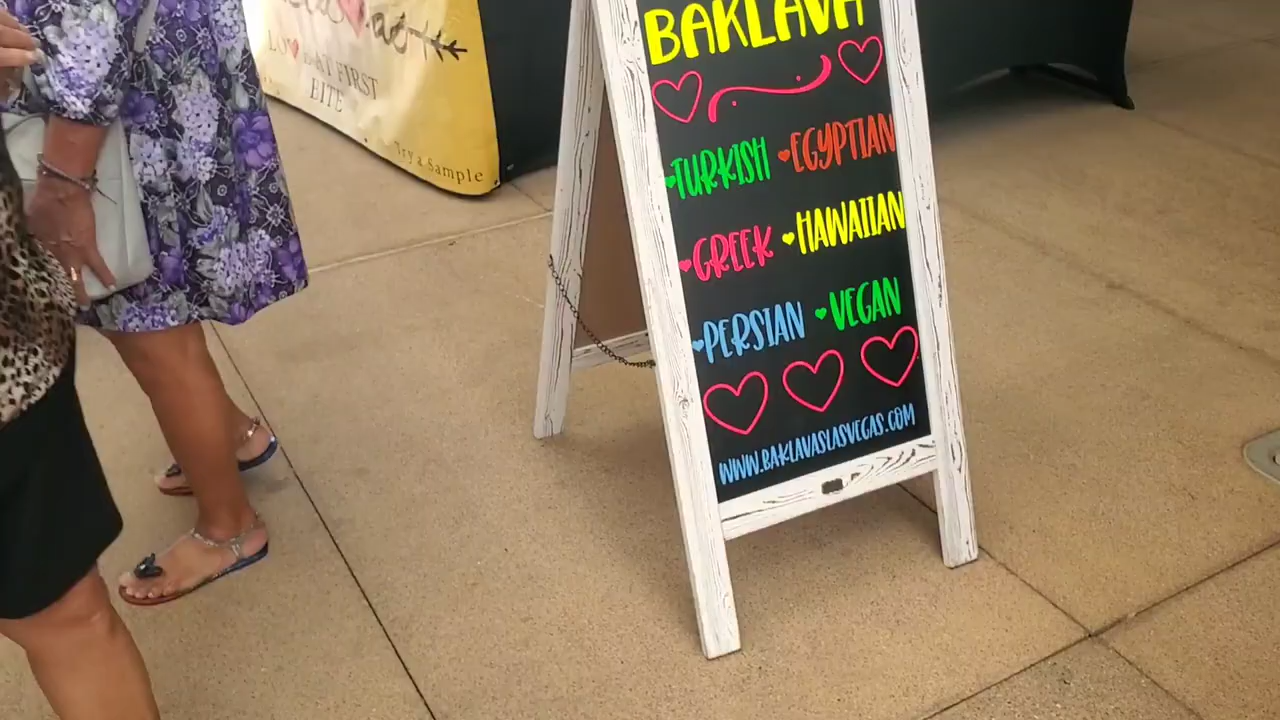 LOVE AT FIRST
BITE
Try a Sample
BAKLAVA
TURKISH EGYPTIAN
GREEK HAWAIIAN
PERSIAN VEGAN
WWW.BAKLAVASLASVEGAS.COM